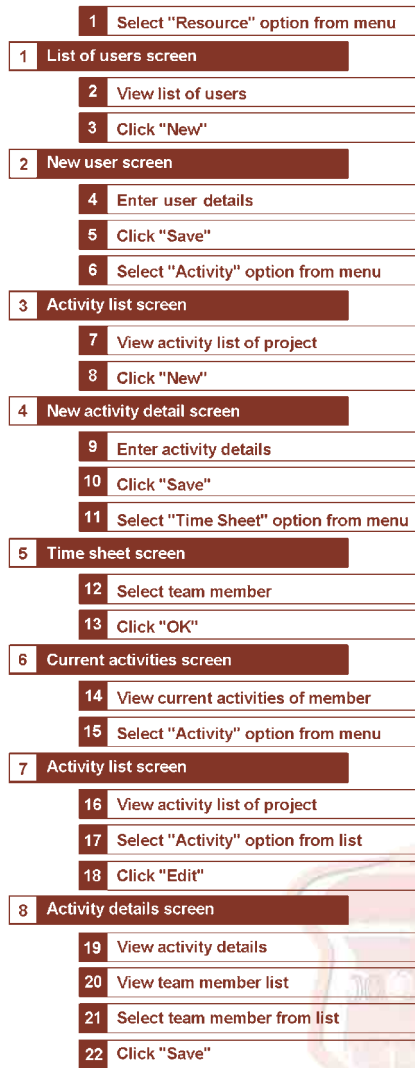 1 Select "Resource" option from menu
1 List of users screen
2 View list of users
3 Click "New"
2 New user screen
4 Enter user details
5 Click "Save"
6 Select "Activity" option from menu
3 Activity list screen
7 View activity list of project
8 Click "New"
4 New activity detail screen
9 Enter activity details
10 Click "Save"
11 Select "Time Sheet" option from menu
5 Time sheet screen
12 Select team member
13 Click "OK"
6 Current activities screen
14 View current activities of member
15 Select "Activity" option from menu
7 Activity list screen
16 View activity list of project
17 Select "Activity" option from list
18 Click "Edit"
8 Activity details screen
19 View activity details
20 View team member list
21 Select team member from list
22 Click "Save"